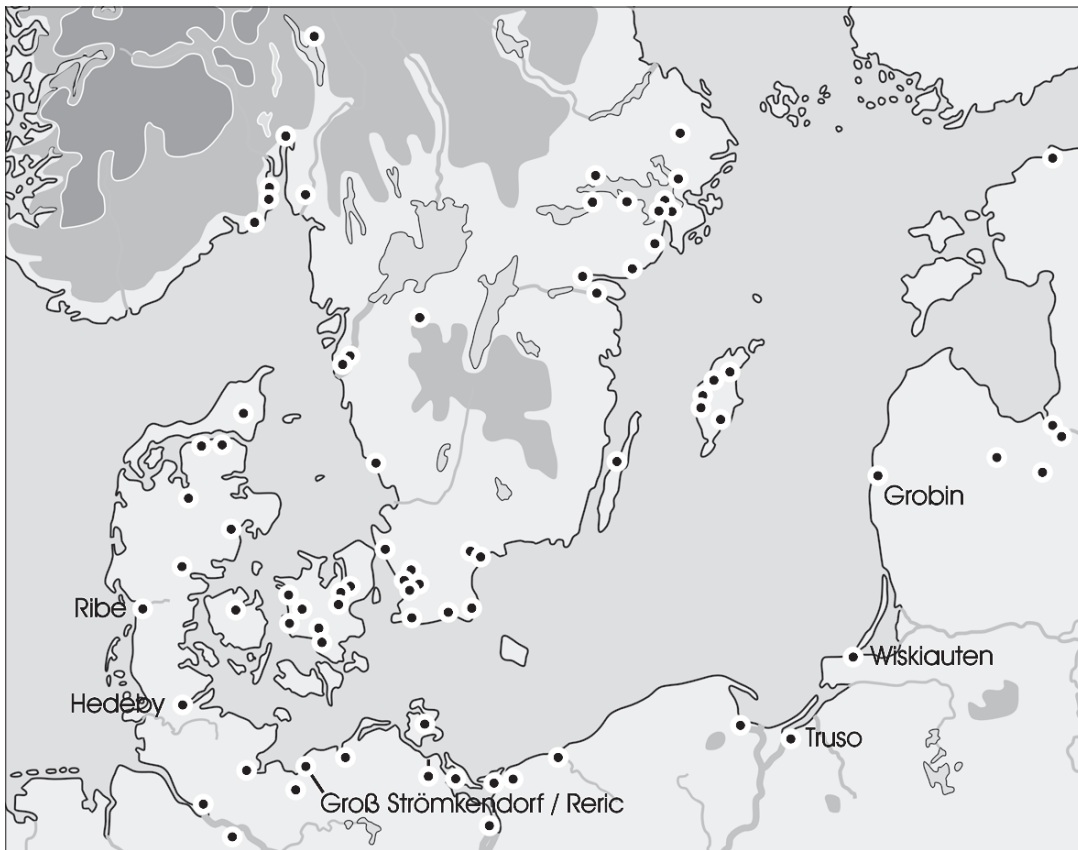 Grobin
Ribe
Wiskiauten
Hedeby
Truso
Groß Strömkendorf / Reric